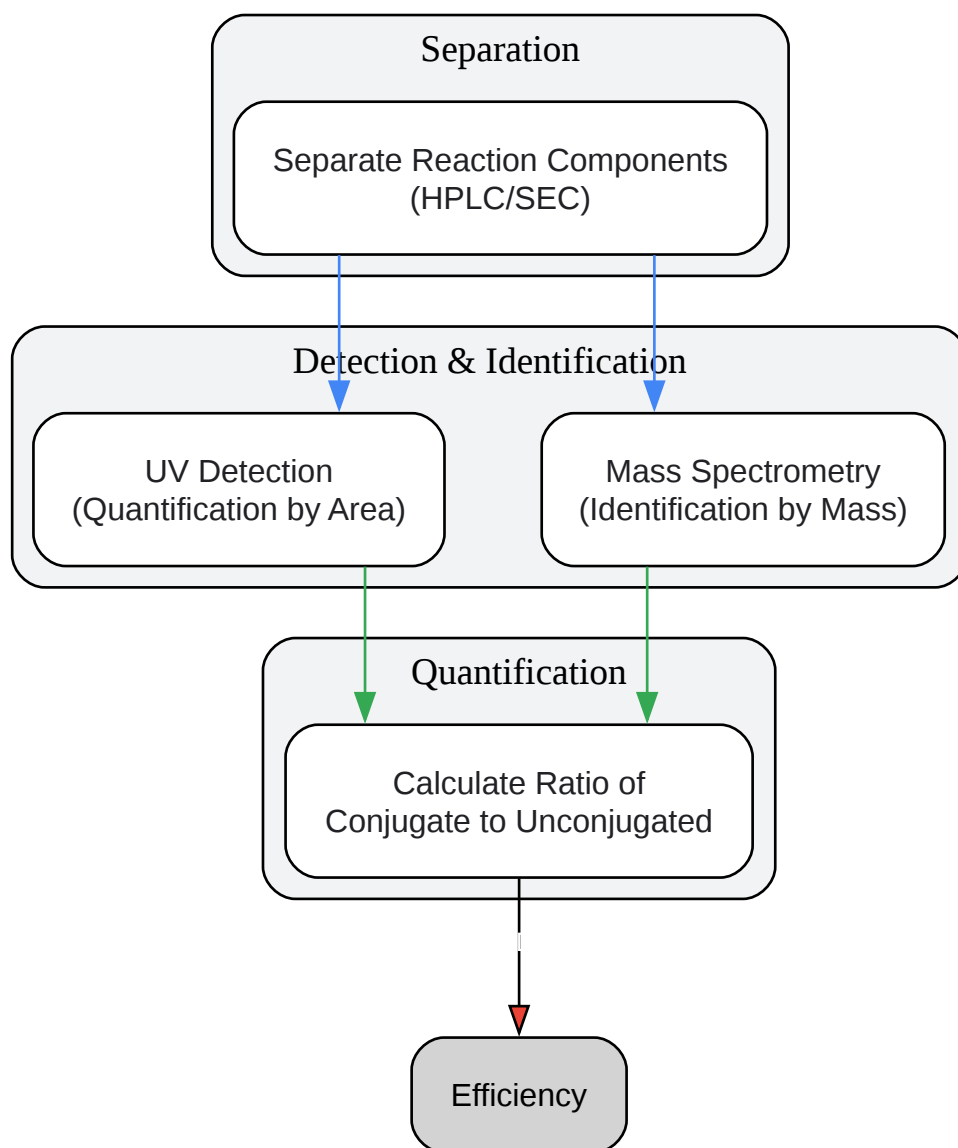 Separation
Separate Reaction Components
(HPLC/SEC)
Detection & Identification
UV Detection
(Quantification by Area)
Mass Spectrometry
(Identification by Mass)
Quantification
Calculate Ratio of
Conjugate to Unconjugated
Efficiency